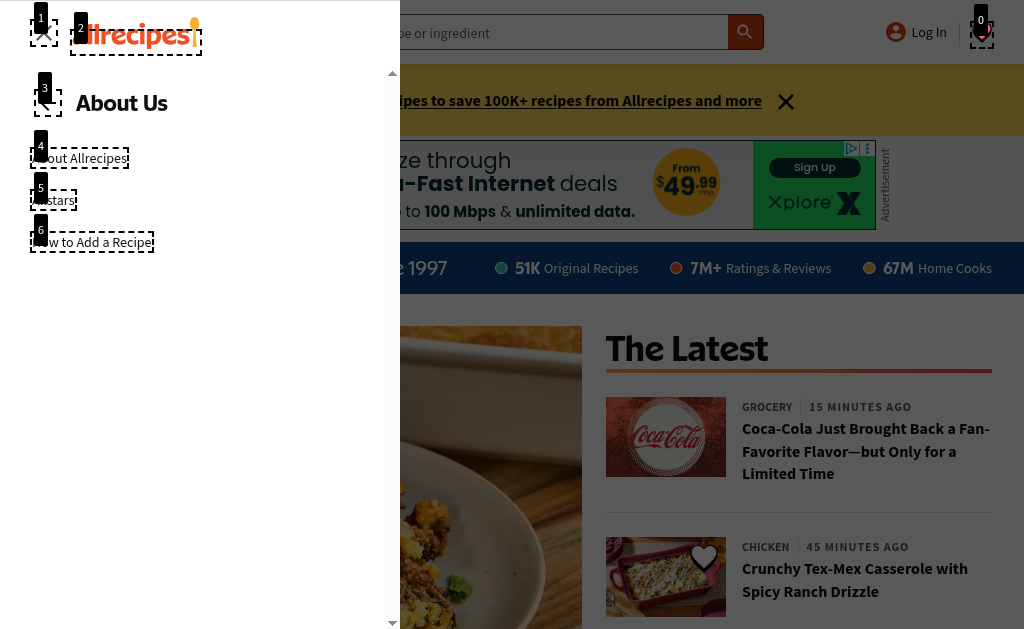 1
2
Allrecipes
pe or ingredient
Log In
0
3
About Us
ipes to save 100K+ recipes from Allrecipes and more
4
About Allrecipes
ze through
a-Fast Internet deals
to 100 Mbps & unlimited data.
From
$49.99
/mo
Sign Up
Xplore
Advertisement
5
Allstars
6
How to Add a Recipe
e 1997
51K Original Recipes
7M+ Ratings & Reviews
67M Home Cooks
The Latest
GROCERY
15 MINUTES AGO
Coca-Cola
Coca-Cola Just Brought Back a Fan-
Favorite Flavor—but Only for a
Limited Time
CHICKEN
45 MINUTES AGO
Crunchy Tex-Mex Casserole with
Spicy Ranch Drizzle